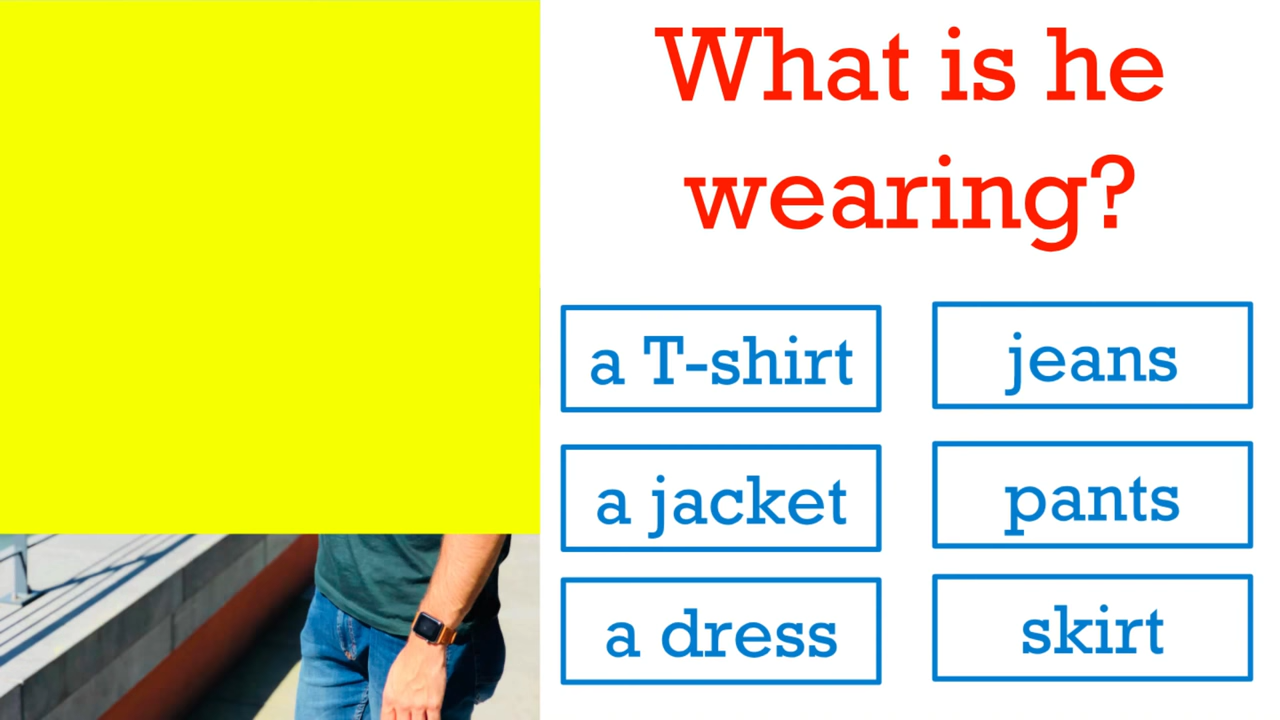 What is he
wearing?
a T-shirt
jeans
a jacket
pants
a dress
skirt